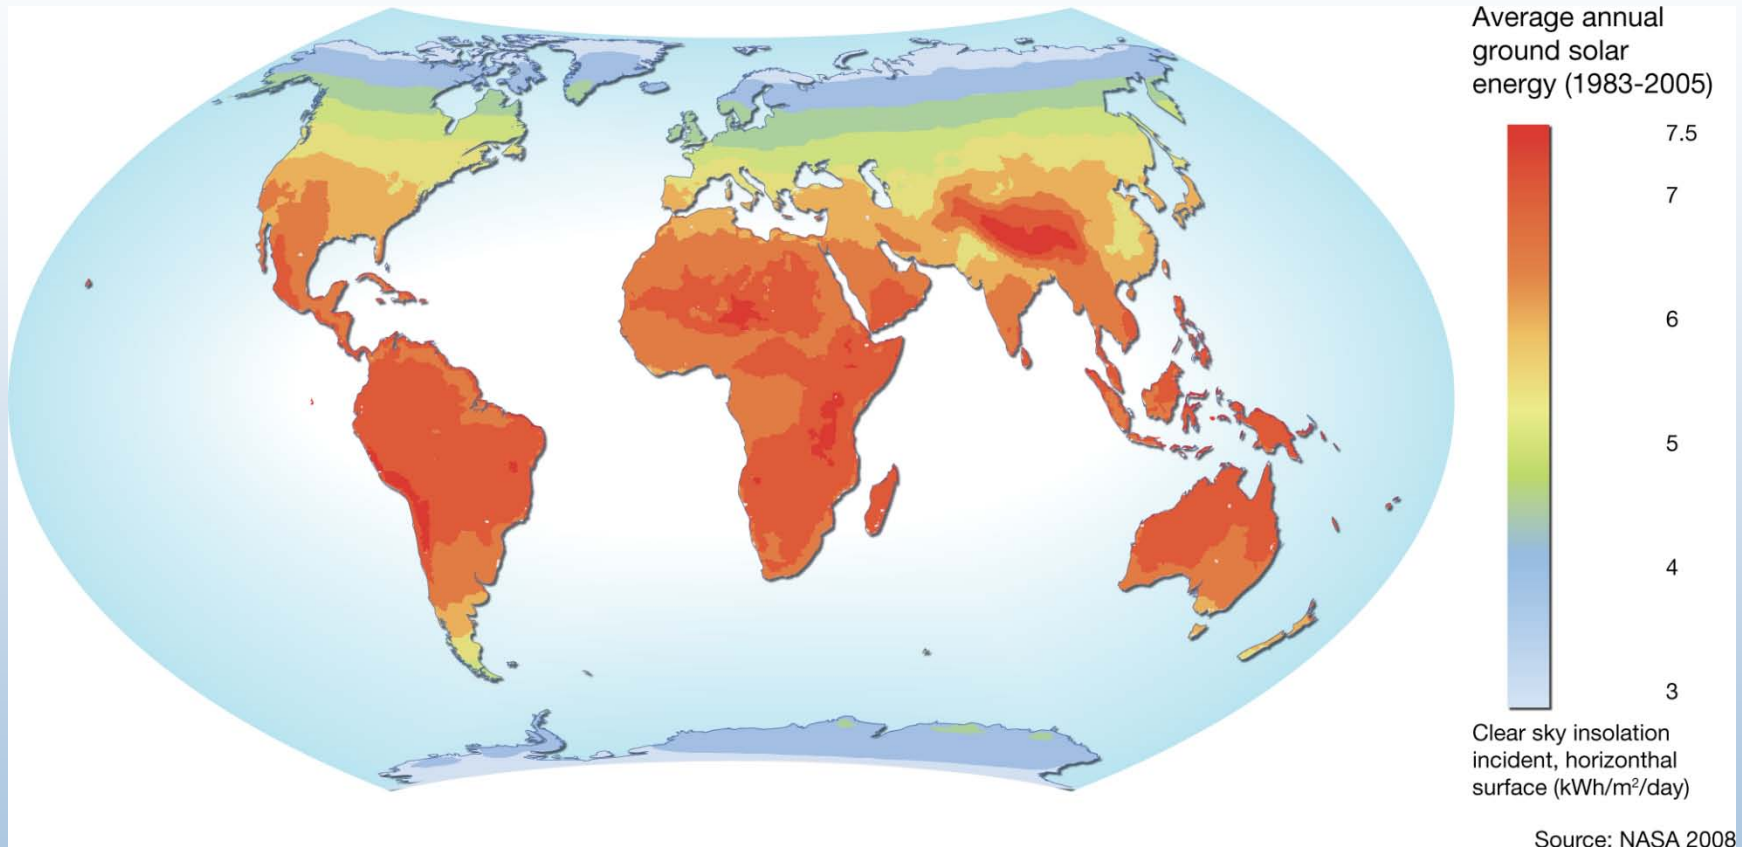 Average annual
ground solar
energy (1983-2005)
7.5
7
6
5
4
3
Clear sky insolation
incident, horizonthal
surface (kWh/m²/day)
Source: NASA 2008